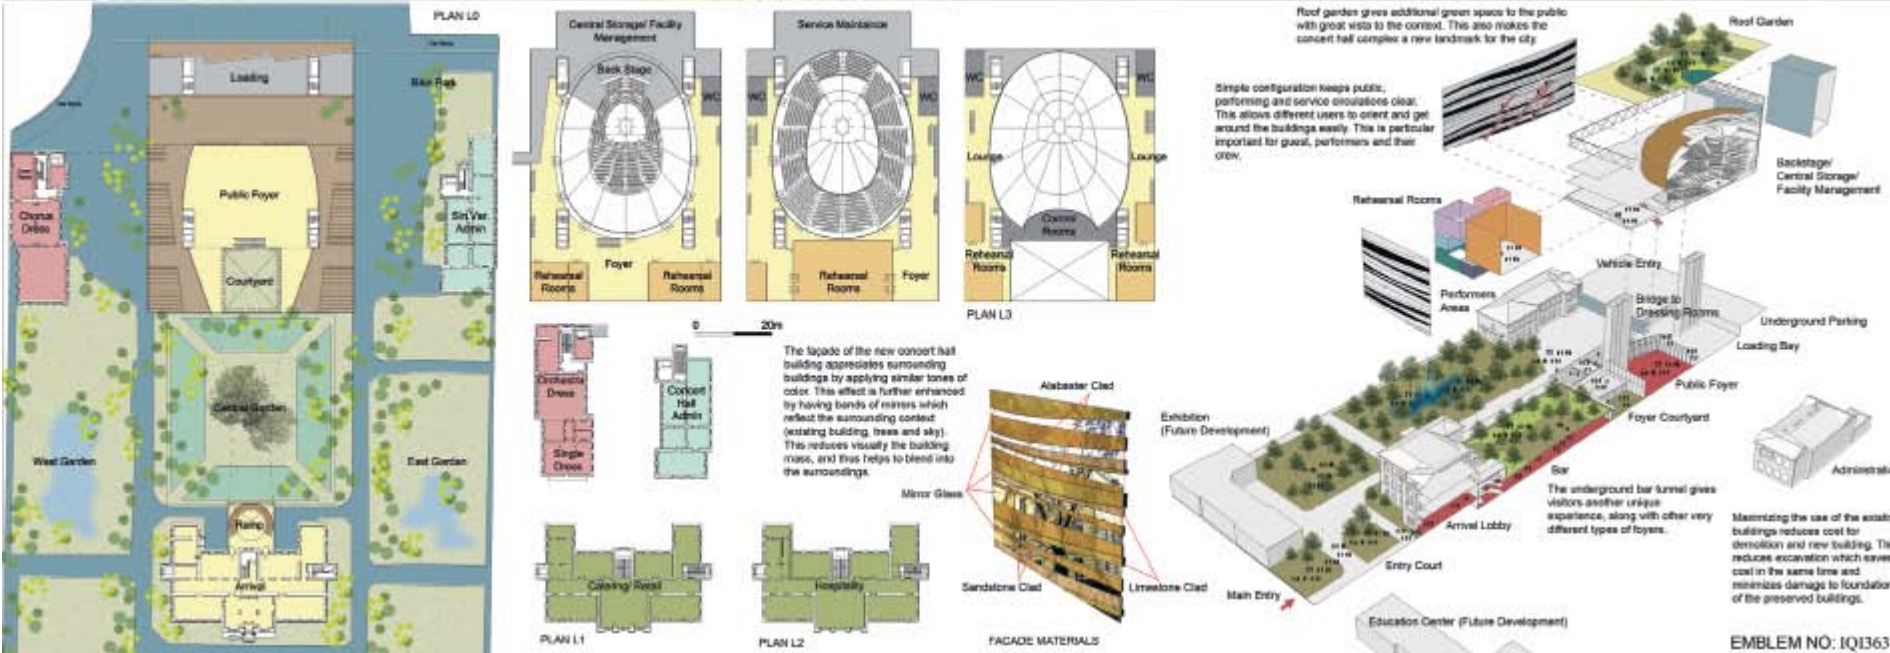 PLAN L0
Loading
Bike Park
Public Foyer
Chorus
Dress
Sin.Var.
Admin
Courtyard
Central Garden
West Garden
East Garden
Ramp
Arrival
Central Storage/ Facility
Management
Back Stage
WC
Foyer
Rehearsal
Rooms
Rehearsal
Rooms
Service Maintaince
WC
WC
Rehearsal
Rooms
Foyer
WC
WC
Lounge
Lounge
Control
Rooms
Rehearsal
Rooms
Rehearsal
Rooms
PLAN L3
0 20m
Orchestra
Dress
Single
Dress
Concert
Hall
Admin
The façade of the new concert hall
building appreciates surrounding
buildings by applying similar tones of
color. This effect is further enhanced
by having bands of mirrors which
reflect the surrounding context
(existing building, trees and sky).
This reduces visually the building
mass, and thus helps to blend into
the surroundings.
Catering/ Retail
PLAN L1
Hospitality
PLAN L2
Alabaster Clad
Mirror Glass
Sandstone Clad
Limestone Clad
FACADE MATERIALS
Roof garden gives additional green space to the public
with great vista to the context. This also makes the
concert hall complex a new landmark for the city.
Simple configuration keeps public,
performing and service circulations clear.
This allows different users to orient and get
around the buildings easily. This is particular
important for guest, performers and their
crew.
Roof Garden
Backstage/
Central Storage/
Facility Management
Rehearsal Rooms
Vehicle Entry
Performers
Areas
Bridge to
Dressing Rooms
Underground Parking
Loading Bay
Public Foyer
Foyer Courtyard
Exhibition
(Future Development)
Bar
The underground bar tunnel gives
visitors another unique
experience, along with other very
different types of foyers.
Arrival Lobby
Entry Court
Main Entry
Education Center (Future Development)
Administratio
Maximizing the use of the existin
buildings reduces cost for
demolition and new building. Thi
reduces excavation which saves
cost in the same time and
minimizes damage to foundation
of the preserved buildings.
EMBLEM NO: IQI363